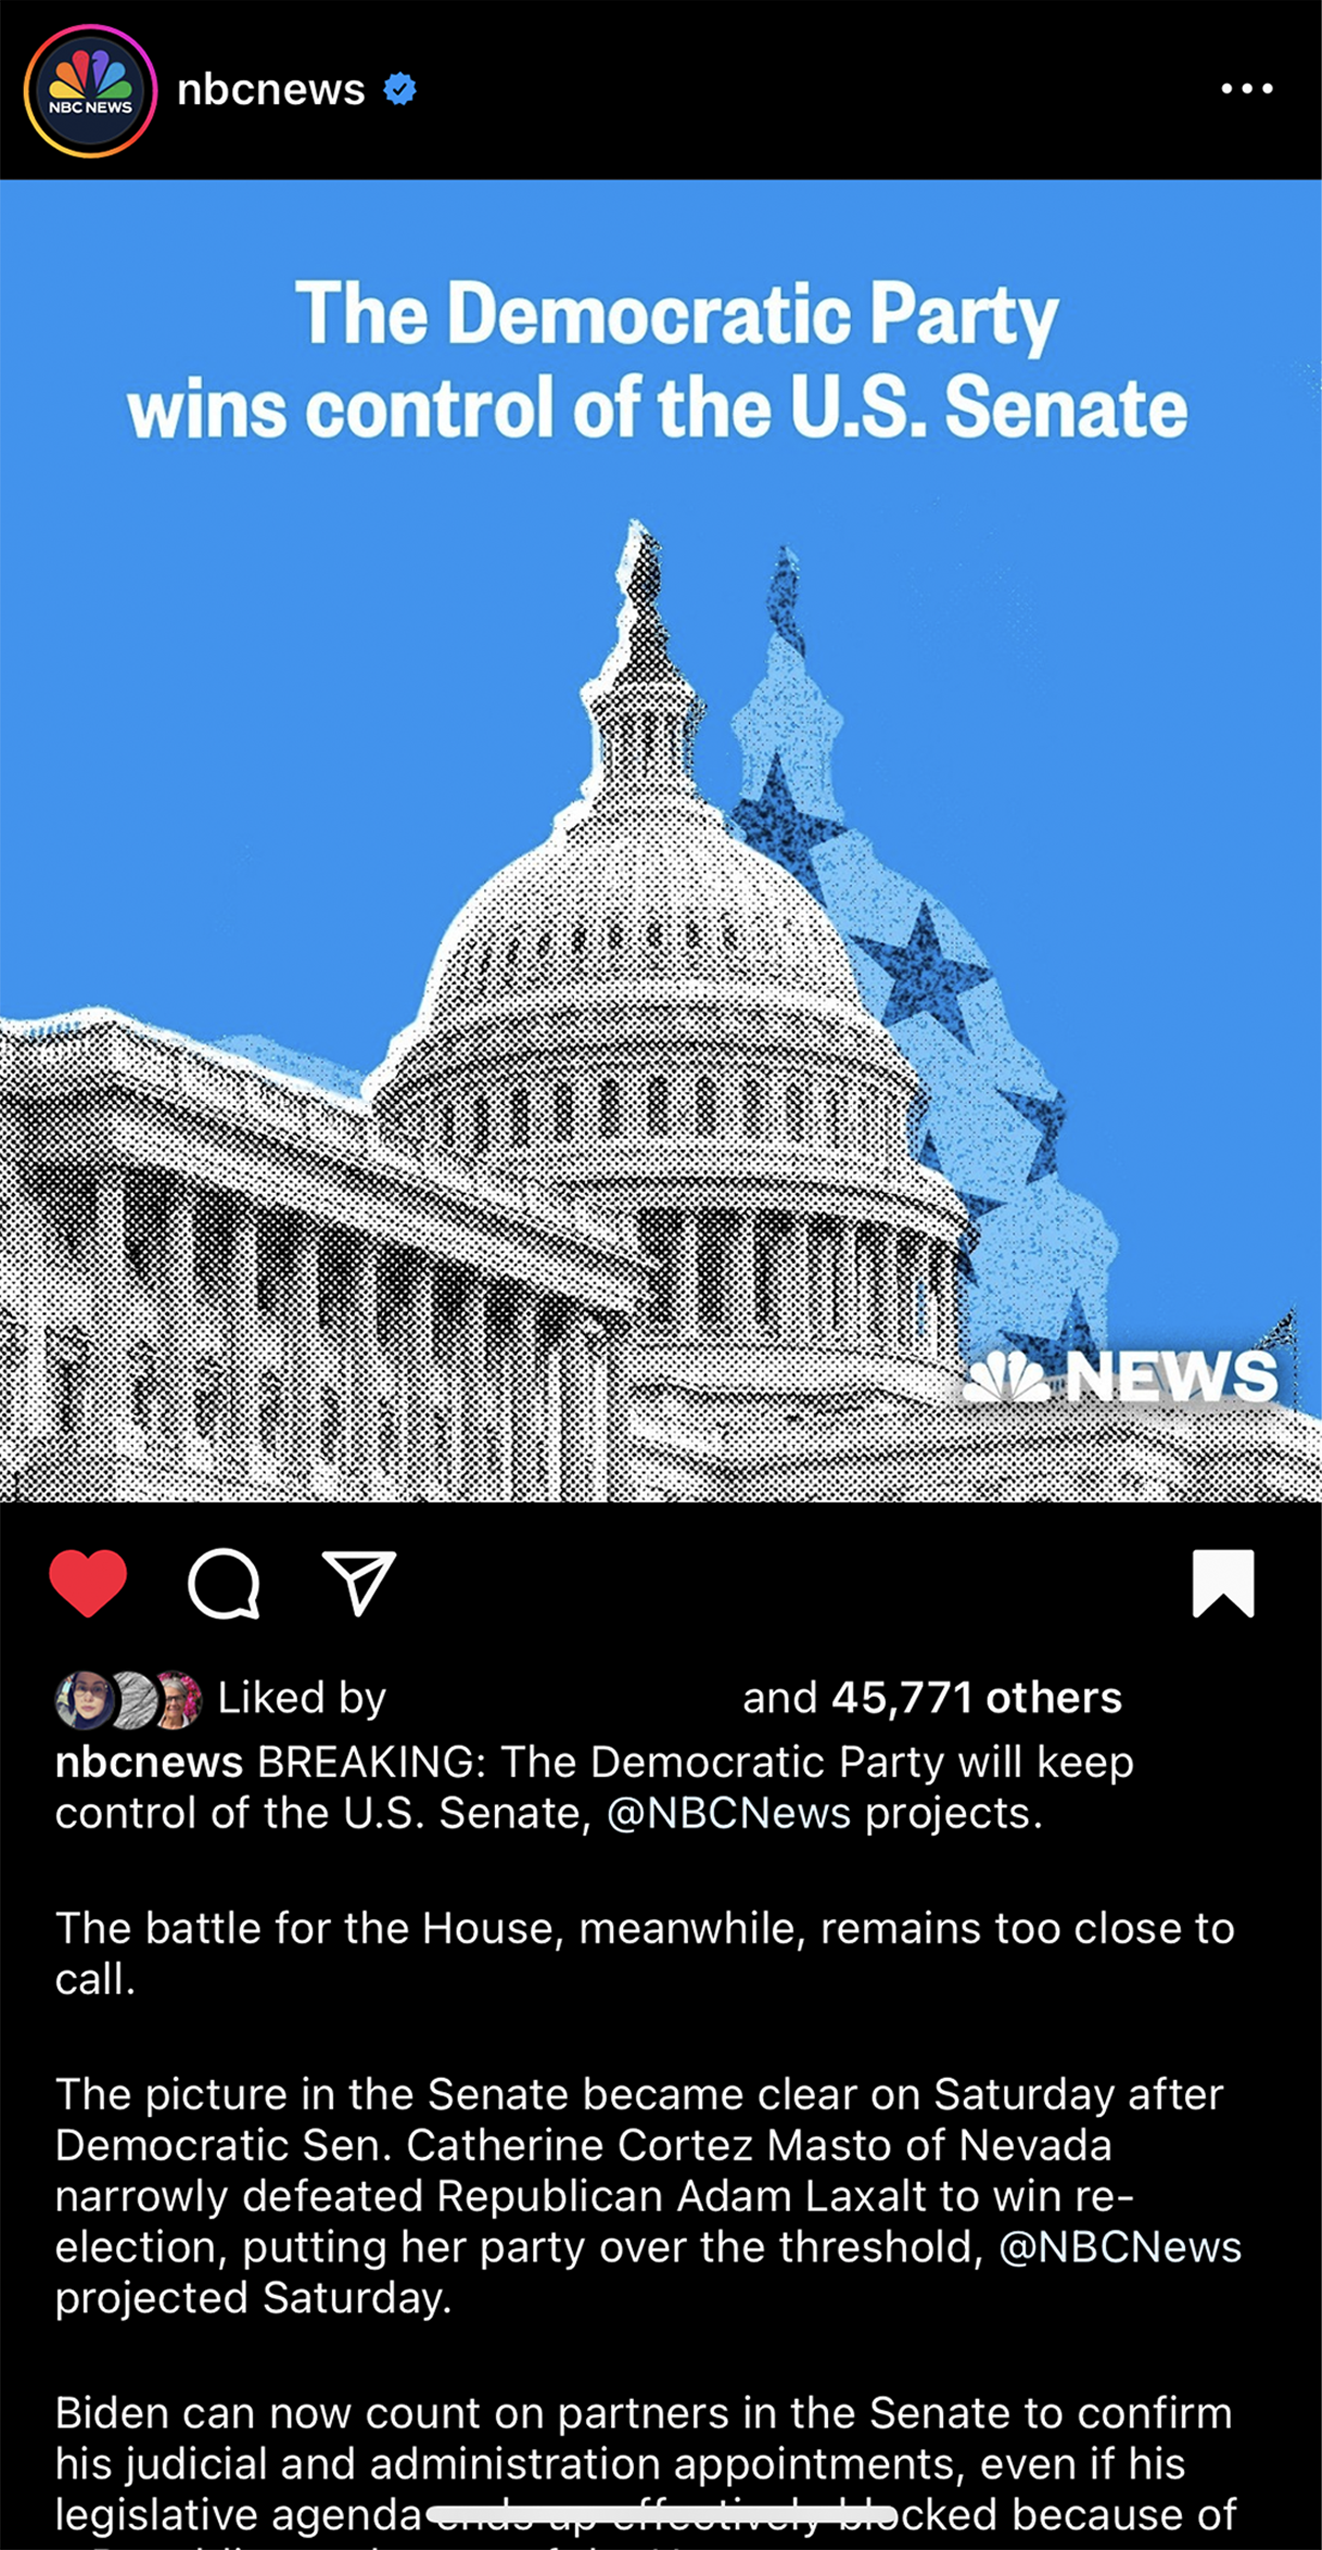 NBC NEWS
nbcnews
The Democratic Party
wins control of the U.S. Senate
NEWS
Liked by and 45,771 others
nbcnews BREAKING: The Democratic Party will keep
control of the U.S. Senate, @NBCNews projects.
The battle for the House, meanwhile, remains too close to
call.
The picture in the Senate became clear on Saturday after
Democratic Sen. Catherine Cortez Masto of Nevada
narrowly defeated Republican Adam Laxalt to win re-
election, putting her party over the threshold, @NBCNews
projected Saturday.
Biden can now count on partners in the Senate to confirm
his judicial and administration appointments, even if his
legislative agenda ends up effectively blocked because of